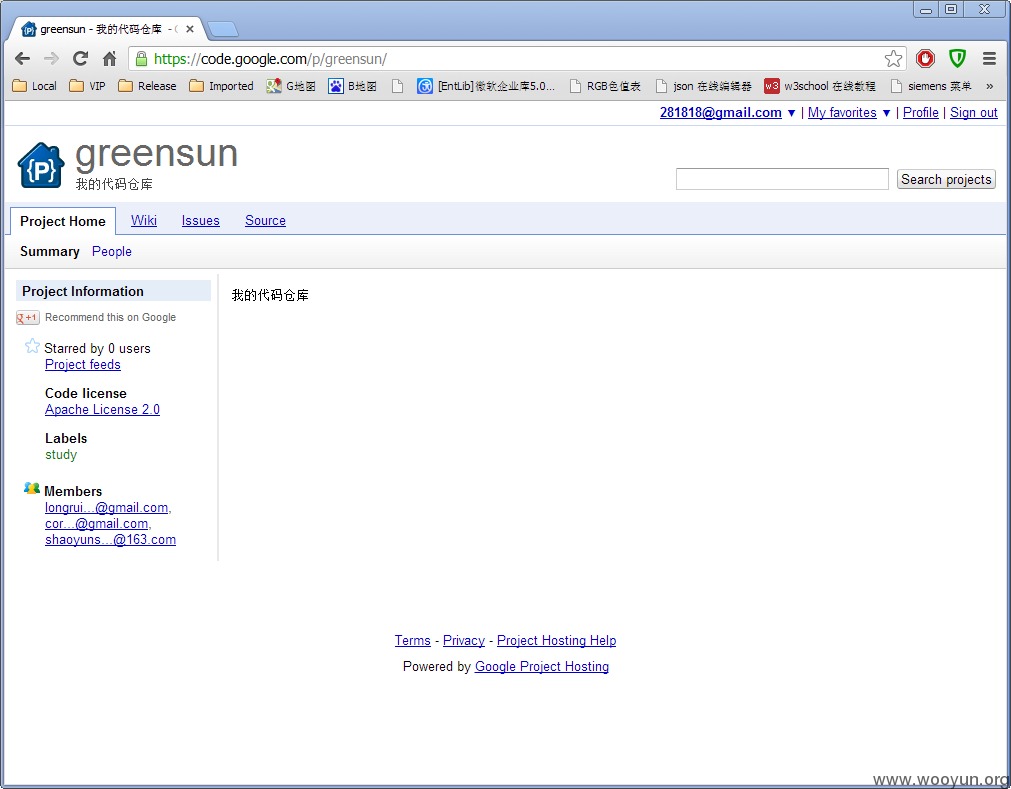 greensun - 我的代码仓库 -
https://code.google.com/p/greensun/
Local VIP Release Imported G地图 B地图 [EntLib]微软企业库5.0... RGB色值表 json 在线编辑器 w3school 在线教程 siemens 菜单 »
281818@gmail.com ▼ | My favorites ▼ | Profile | Sign out
greensun
我的代码仓库
Search projects
Project Home Wiki Issues Source
Summary People
Project Information
我的代码仓库
+1 Recommend this on Google
Starred by 0 users
Project feeds
Code license
Apache License 2.0
Labels
study
Members
longrui...@gmail.com,
cor...@gmail.com,
shaoyuns...@163.com
Terms - Privacy - Project Hosting Help
Powered by Google Project Hosting
www.wooyun.org